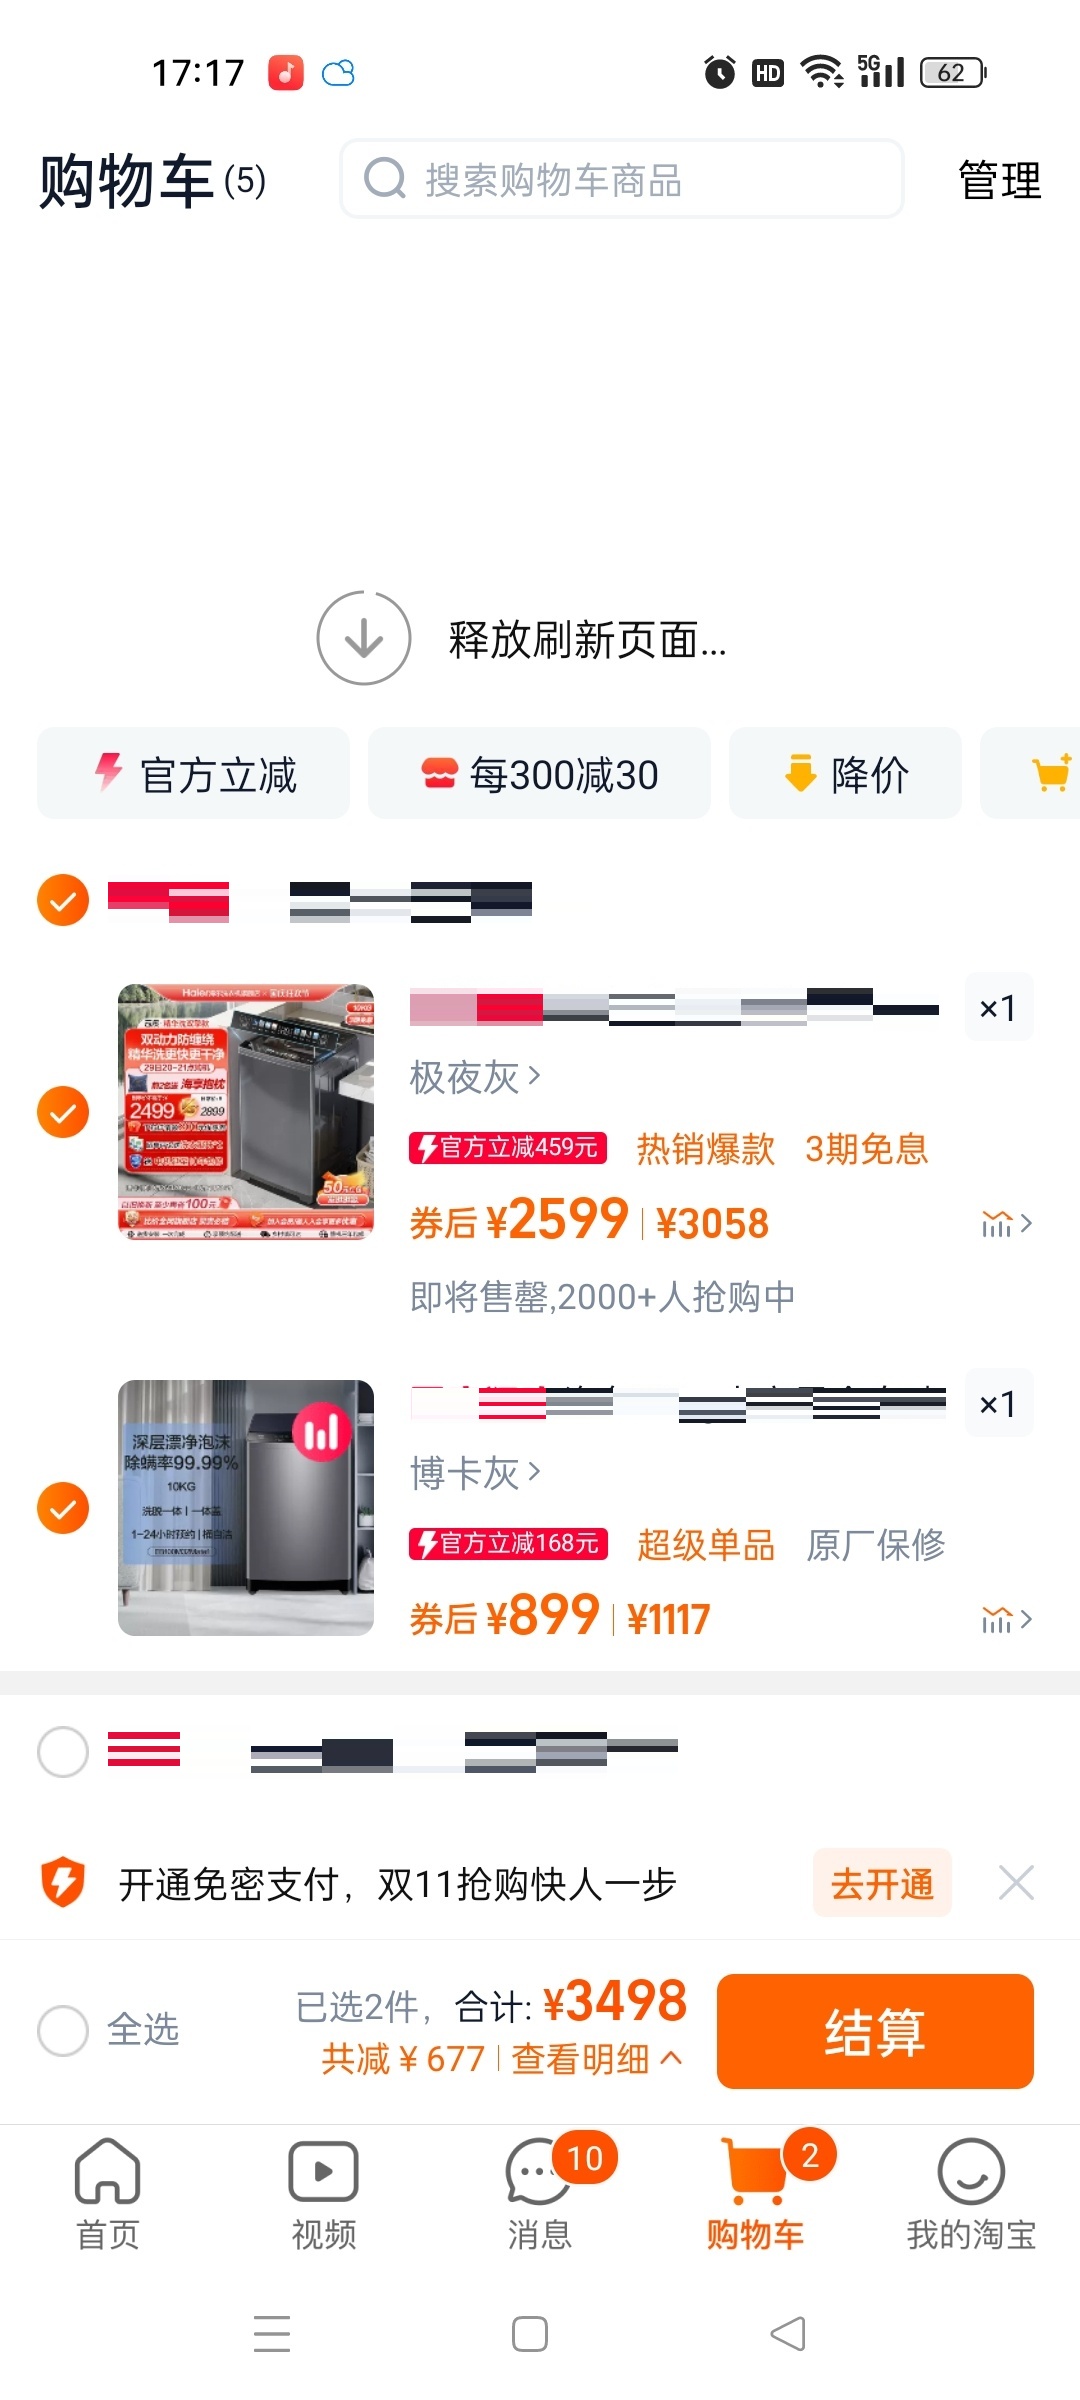 17:17
HD
5G
62
购物车(5)
搜索购物车商品
管理
释放刷新页面...
官方立减
每300减30
降价
双动力防缠绕
精华洗更快更干净
2499
2899
×1
极夜灰
官方立减459元 热销爆款 3期免息
券后 ¥2599 ¥3058
即将售罄,2000+人抢购中
深层漂净泡沫
除螨率99.99%
10KG
洗脱一体 | 一体盖
1-24小时预约 | 桶自洁
×1
博卡灰
官方立减168元 超级单品 原厂保修
券后 ¥899 ¥1117
开通免密支付，双11抢购快人一步
去开通
全选
已选2件，合计: ¥3498
共减 ¥ 677 查看明细
结算
10
2
首页
视频
消息
购物车
我的淘宝